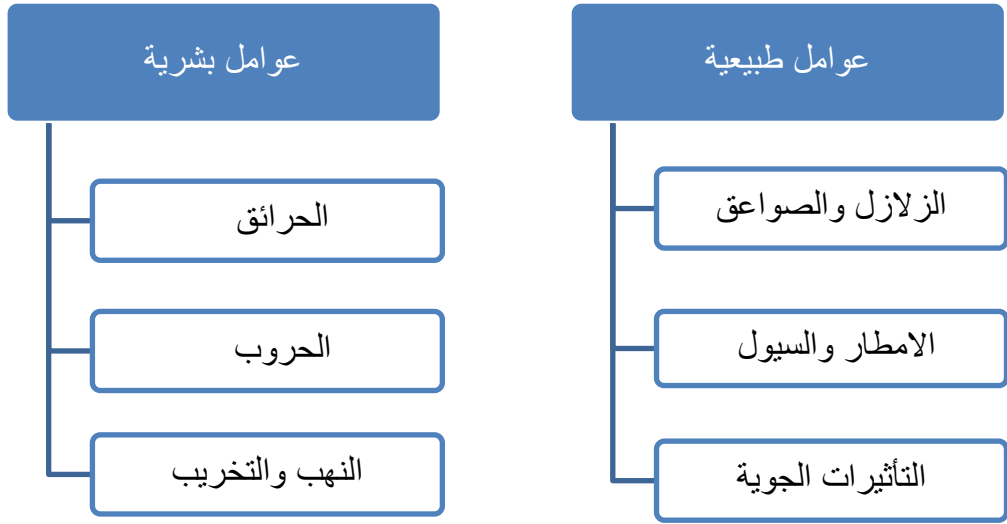 عوامل طبيعية
الزلازل والصواعق
الامطار والسيول
التأثيرات الجوية
عوامل بشرية
الحرائق
الحروب
النهب والتخريب